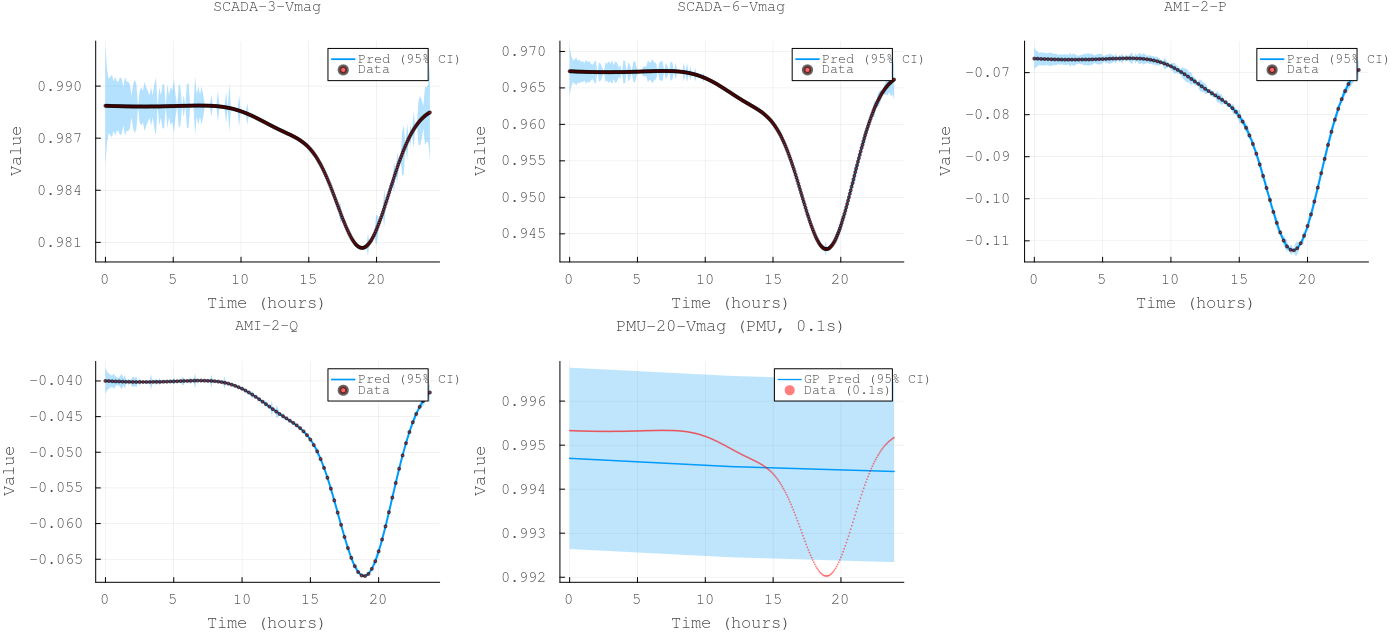 SCADA-3-Vmag
0.990
0.987
0.984
0.981
Value
0 5 10 15 20
Time (hours)
Pred (95% CI)
Data
SCADA-6-Vmag
0.970
0.965
0.960
0.955
0.950
0.945
Value
0 5 10 15 20
Time (hours)
Pred (95% CI)
Data
AMI-2-P
-0.07
-0.08
-0.09
-0.10
-0.11
Value
0 5 10 15 20
Time (hours)
Pred (95% CI)
Data
AMI-2-Q
-0.040
-0.045
-0.050
-0.055
-0.060
-0.065
Value
0 5 10 15 20
Time (hours)
Pred (95% CI)
Data
PMU-20-Vmag (PMU, 0.1s)
0.996
0.995
0.994
0.993
0.992
Value
0 5 10 15 20
Time (hours)
GP Pred (95% CI)
Data (0.1s)